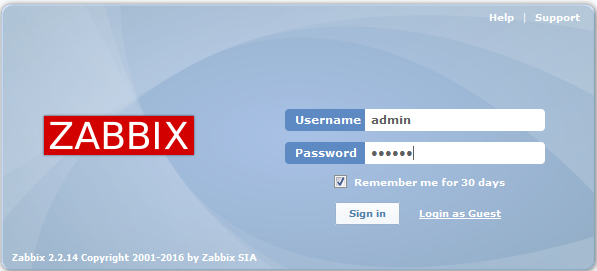 Help | Support
ZABBIX
Username admin
Password ••••••
Remember me for 30 days
Sign in Login as Guest
Zabbix 2.2.14 Copyright 2001-2016 by Zabbix SIA